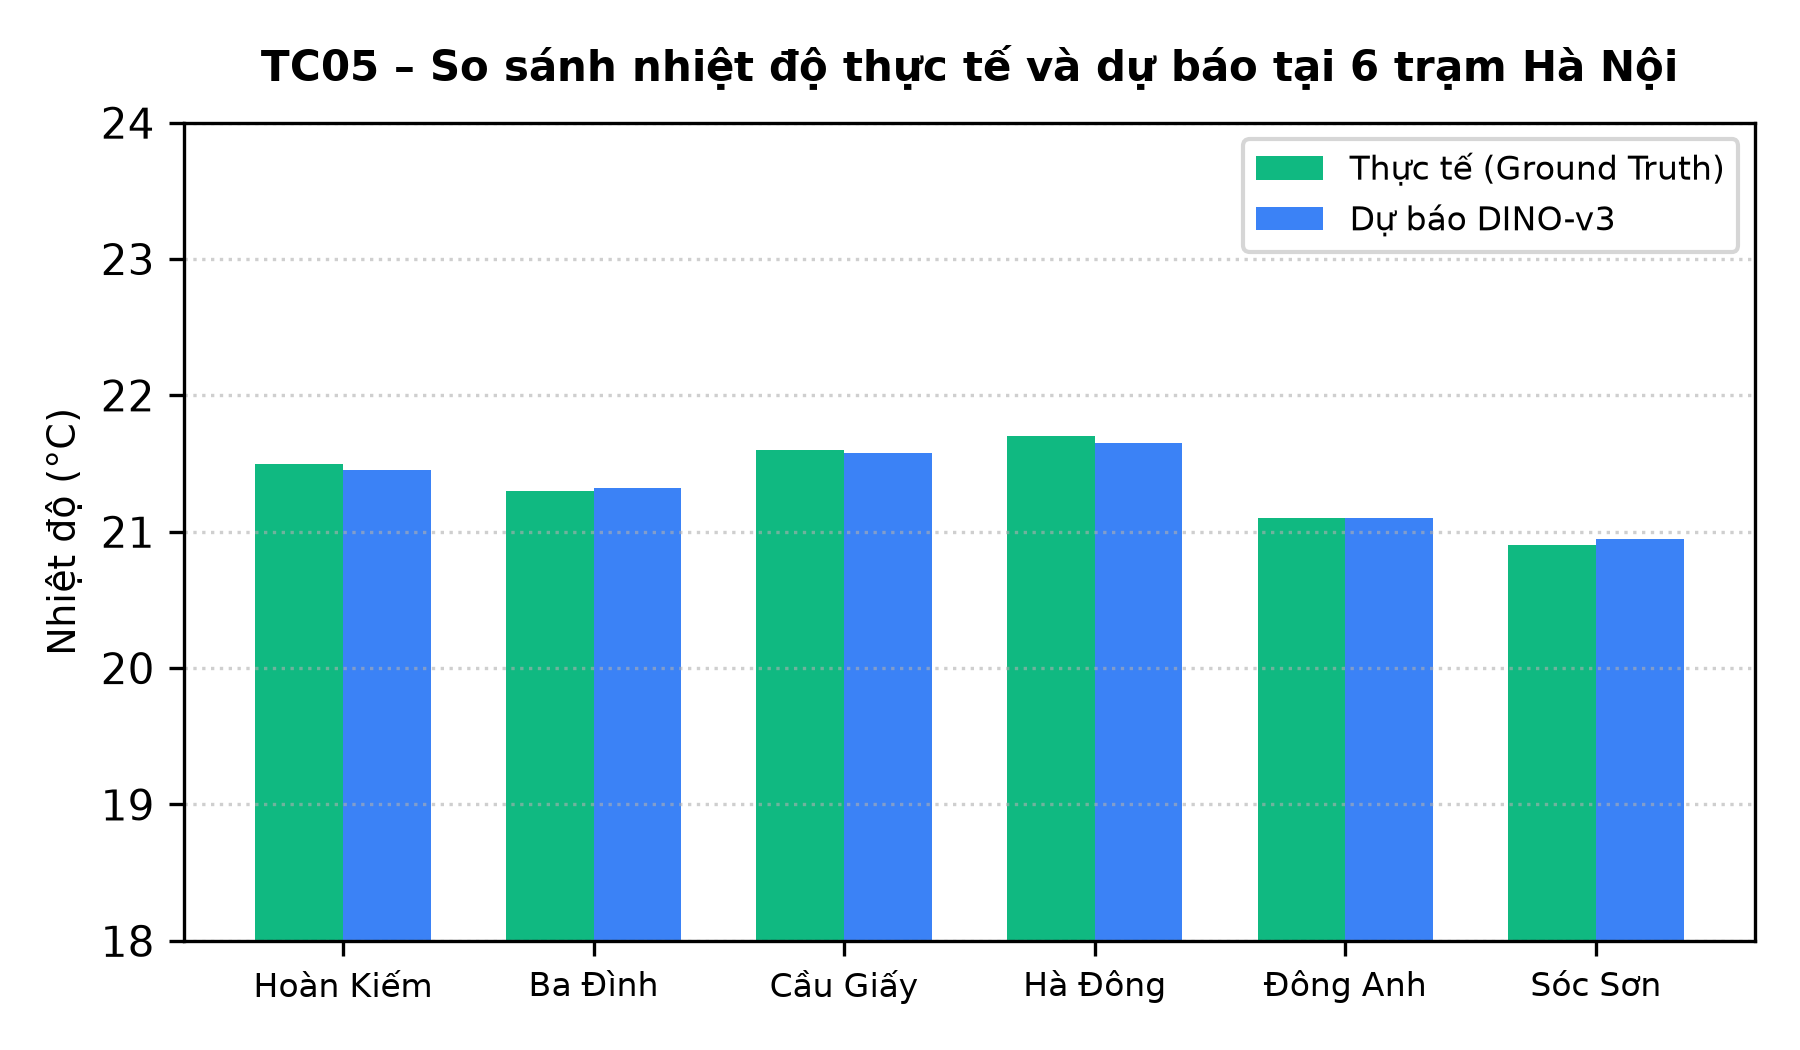 TC05 – So sánh nhiệt độ thực tế và dự báo tại 6 trạm Hà Nội
Thực tế (Ground Truth)
Dự báo DINO-v3
Nhiệt độ (°C)
24
23
22
21
20
19
18
Hoàn Kiếm
Ba Đình
Cầu Giấy
Hà Đông
Đông Anh
Sóc Sơn